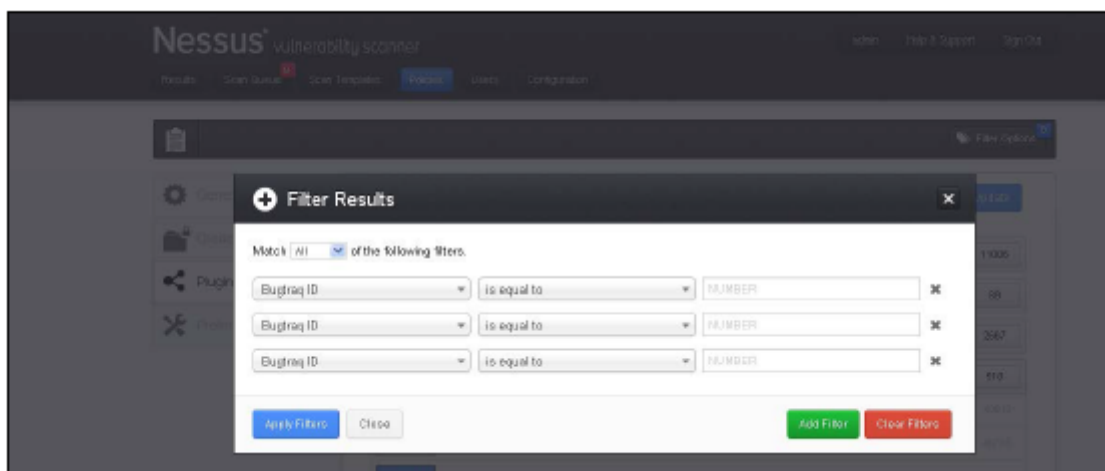 Nessus vulnerability scanner
admin Help & Support Sign Out
Results Scan Queue Scan Templates Policies Users Configuration
Filter Options
Filter Results
Match All of the following filters.
Plugin
Bugtraq ID is equal to NUMBER
Bugtraq ID is equal to NUMBER
Bugtraq ID is equal to NUMBER
2667
Apply Filters Close Add Filter Clear Filters